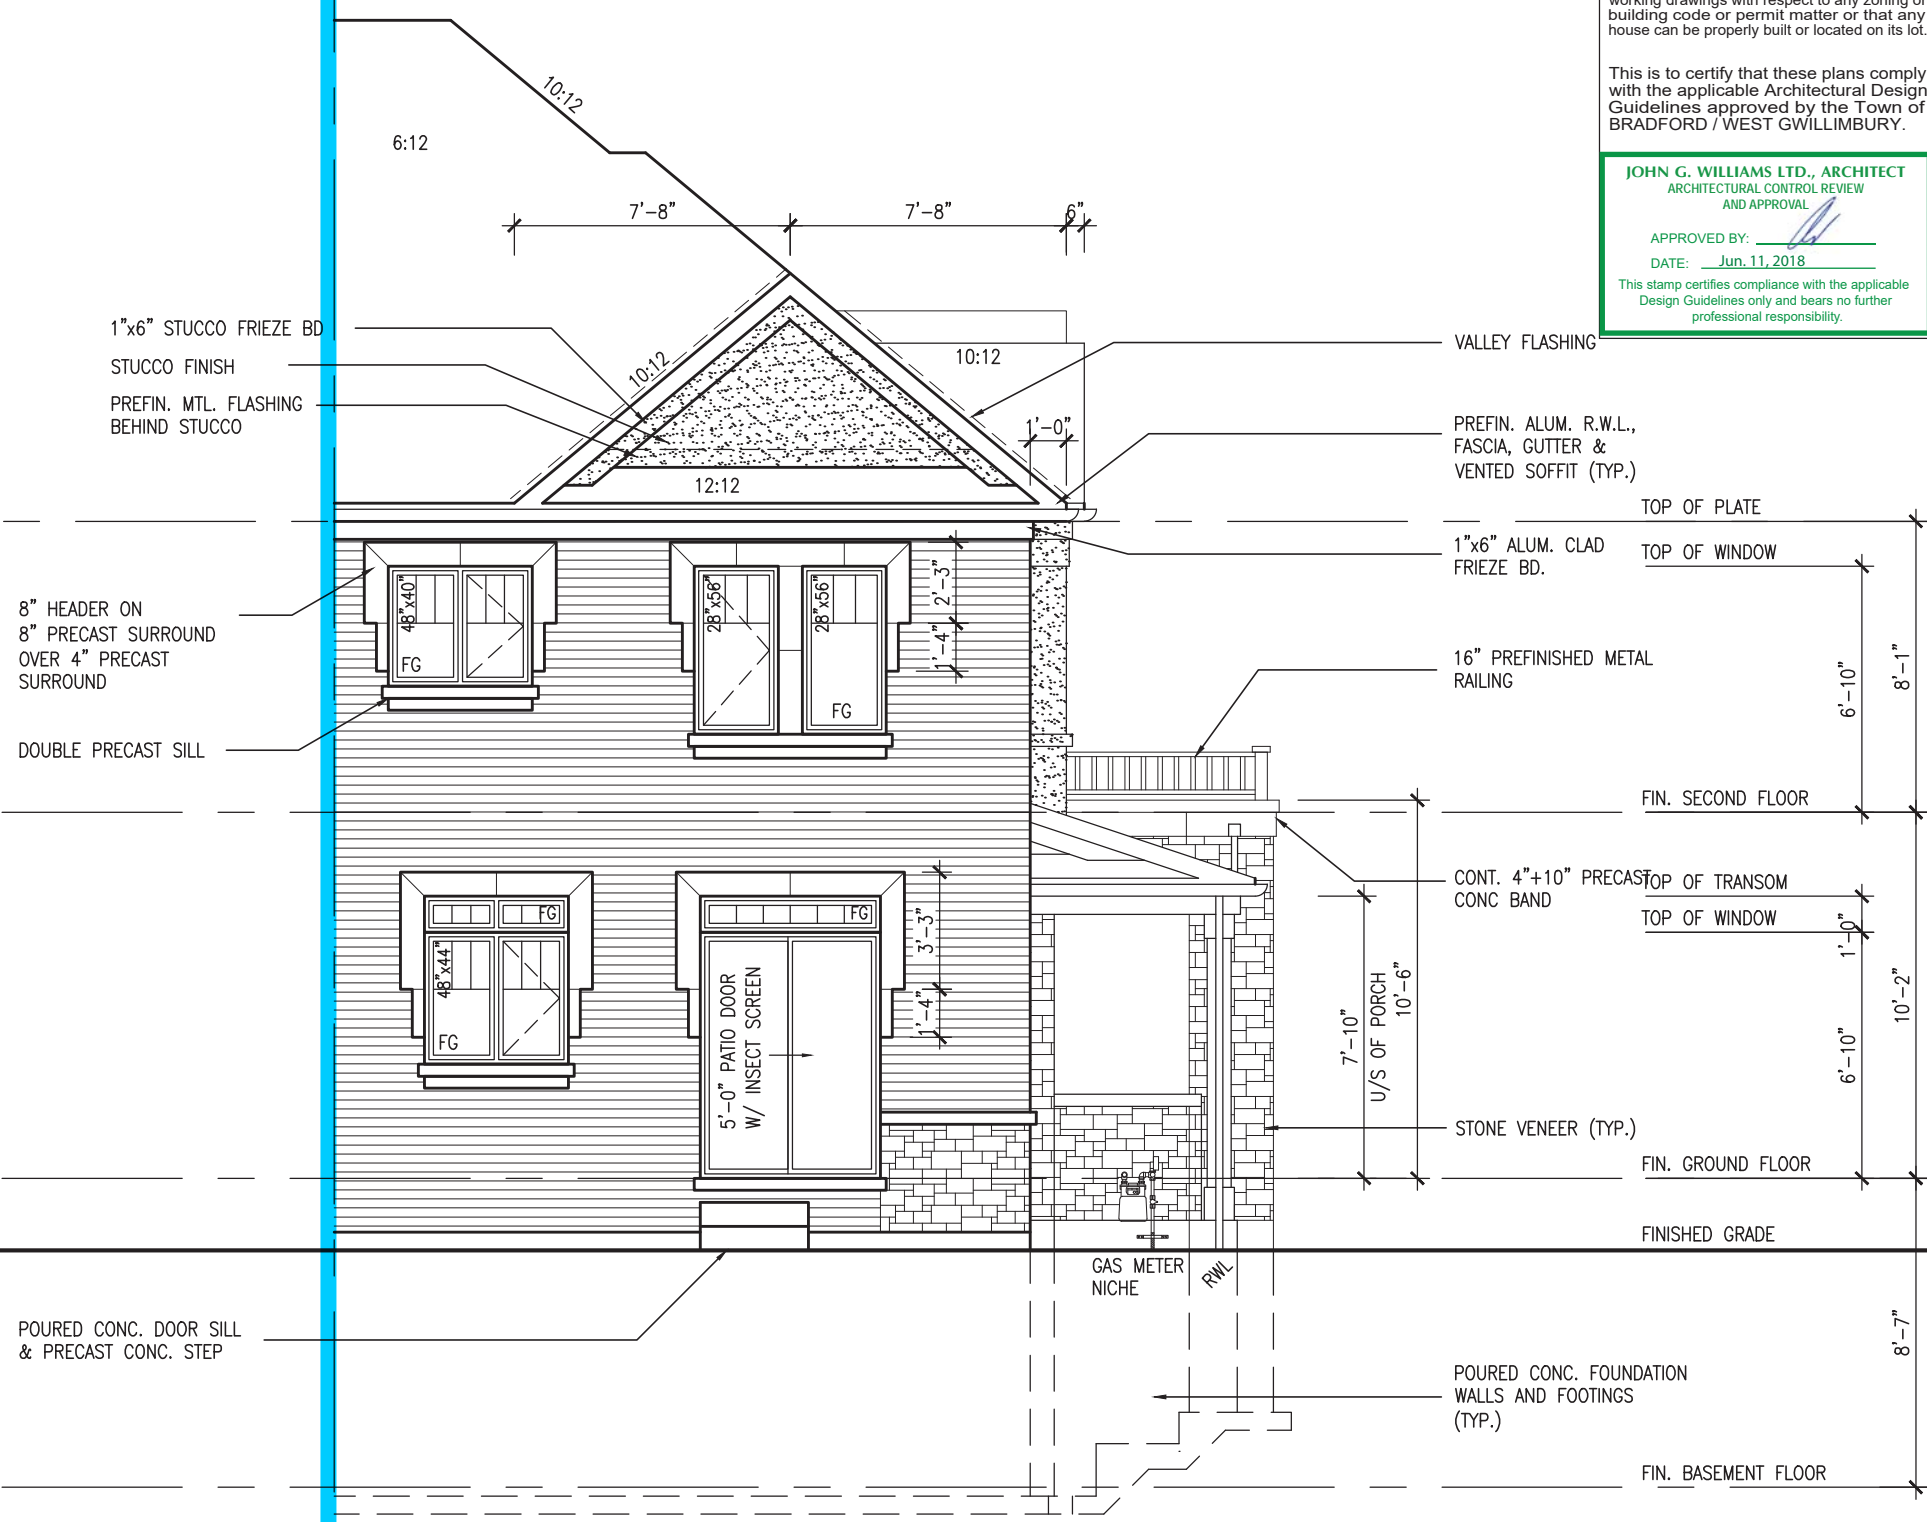 working drawings with respect to any zoning or
building code or permit matter or that any
house can be properly built or located on its lot.
This is to certify that these plans comply
with the applicable Architectural Design
Guidelines approved by the Town of
BRADFORD / WEST GWILLIMBURY.
JOHN G. WILLIAMS LTD., ARCHITECT
ARCHITECTURAL CONTROL REVIEW
AND APPROVAL
APPROVED BY:
DATE: Jun. 11, 2018
This stamp certifies compliance with the applicable
Design Guidelines only and bears no further
professional responsibility.
10:12
6:12
7'-8"
7'-8"
6"
1"x6" STUCCO FRIEZE BD
STUCCO FINISH
PREFIN. MTL. FLASHING
BEHIND STUCCO
10:12
10:12
12:12
1'-0"
VALLEY FLASHING
PREFIN. ALUM. R.W.L.,
FASCIA, GUTTER &
VENTED SOFFIT (TYP.)
TOP OF PLATE
1"x6" ALUM. CLAD
FRIEZE BD.
TOP OF WINDOW
8" HEADER ON
8" PRECAST SURROUND
OVER 4" PRECAST
SURROUND
DOUBLE PRECAST SILL
48"x40"
FG
28"x56"
28"x56"
FG
2'-3"
1'-4"
16" PREFINISHED METAL
RAILING
6'-10"
8'-1"
FIN. SECOND FLOOR
CONT. 4"+10" PRECAST
CONC BAND
TOP OF TRANSOM
TOP OF WINDOW
1'-0"
FG
48"x44"
FG
FG
5'-0" PATIO DOOR
W/ INSECT SCREEN
3'-3"
1'-4"
7'-10"
U/S OF PORCH
10'-6"
6'-10"
10'-2"
STONE VENEER (TYP.)
FIN. GROUND FLOOR
FINISHED GRADE
GAS METER
NICHE
RWL
POURED CONC. DOOR SILL
& PRECAST CONC. STEP
8'-7"
POURED CONC. FOUNDATION
WALLS AND FOOTINGS
(TYP.)
FIN. BASEMENT FLOOR